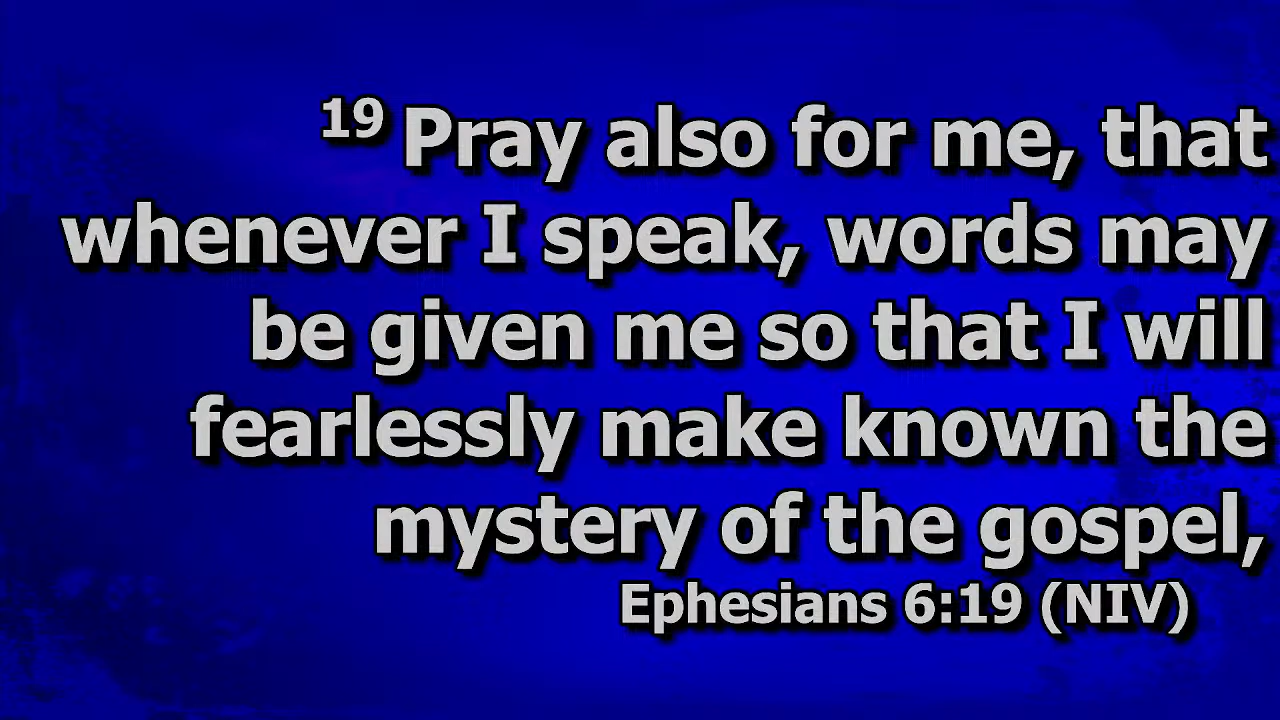 19 Pray also for me, that
whenever I speak, words may
be given me so that I will
fearlessly make known the
mystery of the gospel,
Ephesians 6:19 (NIV)